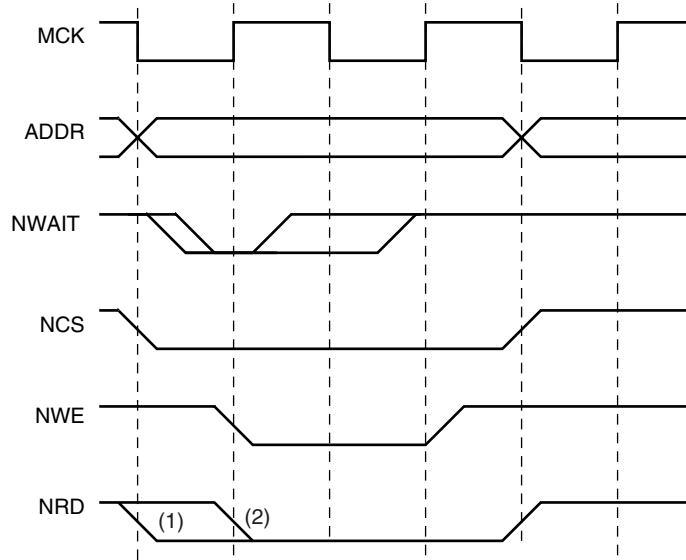 MCK
ADDR
NWAIT
NCS
NWE
NRD
(1)
(2)